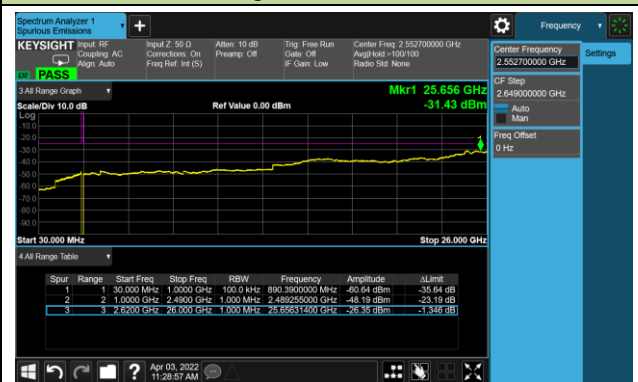 Spectrum Analyzer 1
Spurious Emissions
Frequency
KEYSIGHT
Input: RF
Coupling: AC
Align: Auto
Input Z: 50 Ω
Corrections: On
Freq Ref: Int (S)
Atten: 10 dB
Preamp: Off
Trig: Free Run
Gate: Off
IF Gain: Low
Center Freq: 2.552700000 GHz
Avg|Hold:>100/100
Radio Std: None
PASS
Center Frequency
2.552700000 GHz
Settings
CF Step
2.649000000 GHz
Auto
Man
Freq Offset
0 Hz
3 All Range Graph
Mkr1 25.656 GHz
Scale/Div 10.0 dB
Ref Value 0.00 dBm
-31.43 dBm
Log
-10.0
-20.0
-30.0
-40.0
-50.0
-60.0
-70.0
-80.0
-90.0
1
Start 30.000 MHz
Stop 26.000 GHz
4 All Range Table
Spur Range Start Freq Stop Freq RBW Frequency Amplitude ΔLimit
1 1 30.000 MHz 1.0000 GHz 100.0 kHz 890.3900000 MHz -60.64 dBm -35.64 dB
2 2 1.0000 GHz 2.4900 GHz 1.000 MHz 2.489255000 GHz -48.19 dBm -23.19 dB
3 3 2.6200 GHz 26.000 GHz 1.000 MHz 25.65631400 GHz -26.35 dBm -1.346 dB
?
Apr 03, 2022
11:28:57 AM